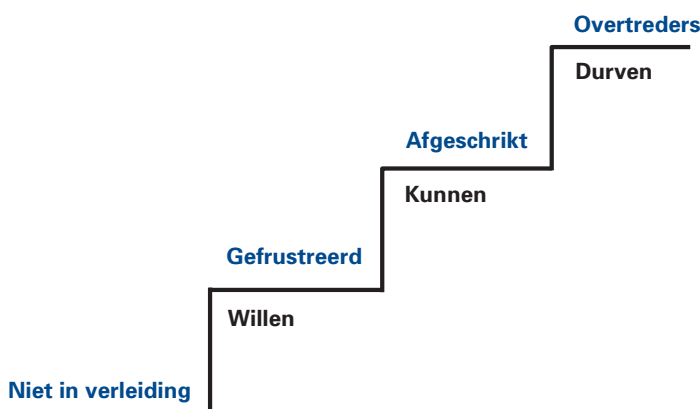 Overtreders
Durven
Afgeschrikt
Kunnen
Gefrustreerd
Willen
Niet in verleiding